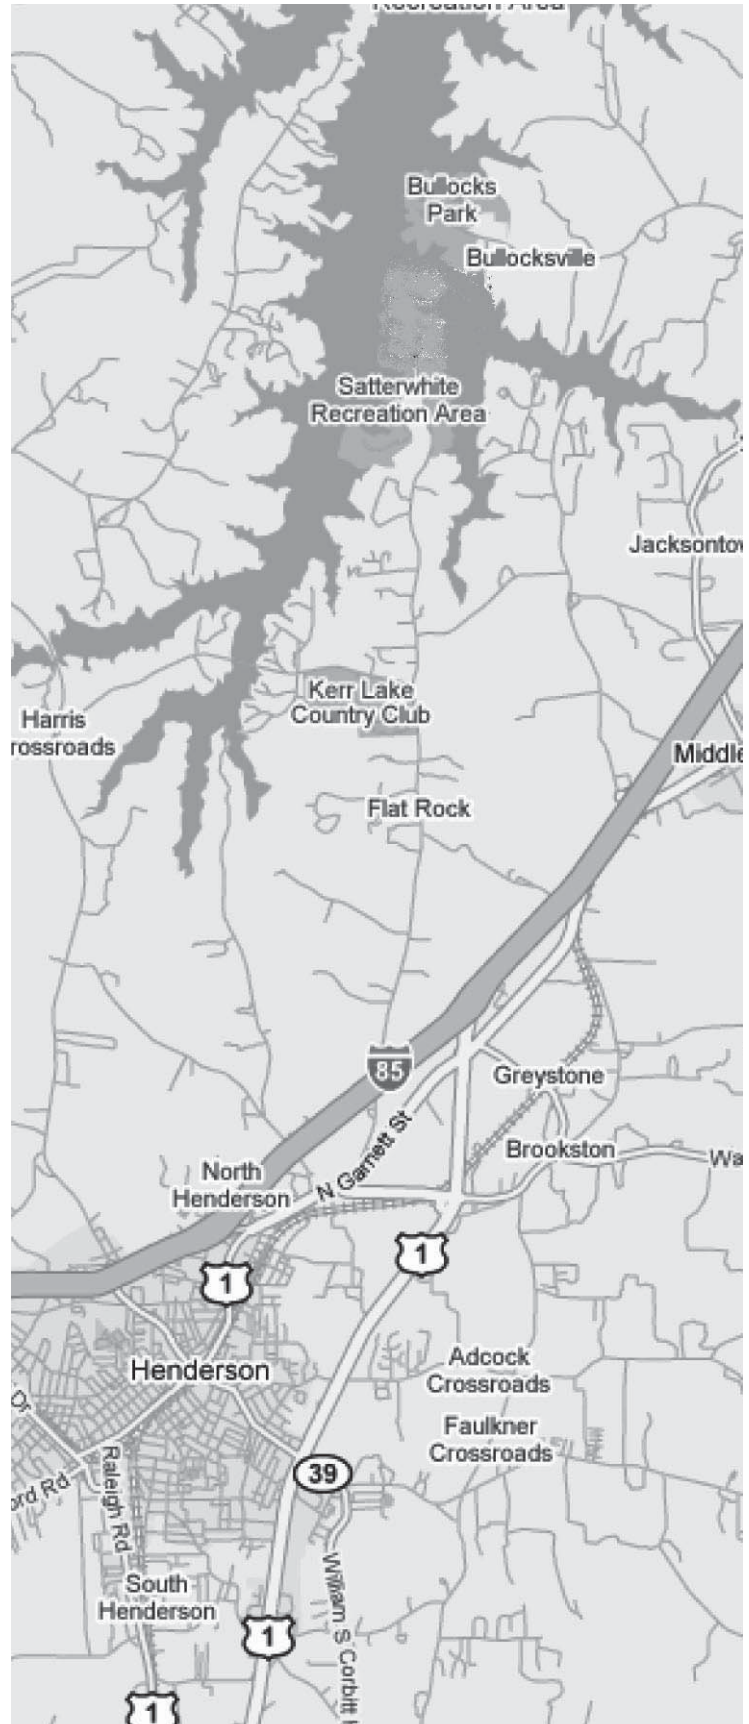 Recreation Area
Bullocks
Park
Bullocksville
Satterwhite
Recreation Area
Jacksontow
Kerr Lake
Country Club
Harris
rossroads
Middle
Flat Rock
85
Greystone
N Garnett St
Brookston
Wa
North
Henderson
1
1
Henderson
Adcock
Crossroads
Dr
Faulkner
Crossroads
39
ord Rd
Raleigh Rd
William S Corbitt
South
Henderson
1
1